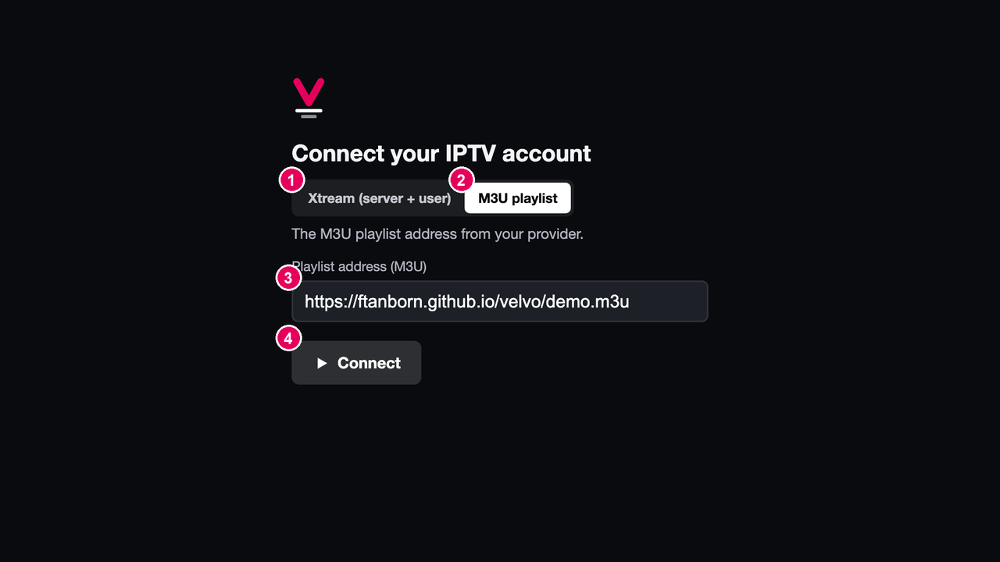 Connect your IPTV account
1
2
Xtream (server + user)
M3U playlist
The M3U playlist address from your provider.
Playlist address (M3U)
3
https://ftanborn.github.io/velvo/demo.m3u
4
Connect